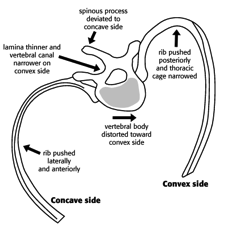 spinous process
deviated to
concave side
lamina thinner and
vertebral canal
narrower on
convex side
rib pushed
posteriorly and
thoracic
cage narrowed
vertebral body
distorted toward
convex side
rib pushed
laterally
and anteriorly
Concave side
Convex side